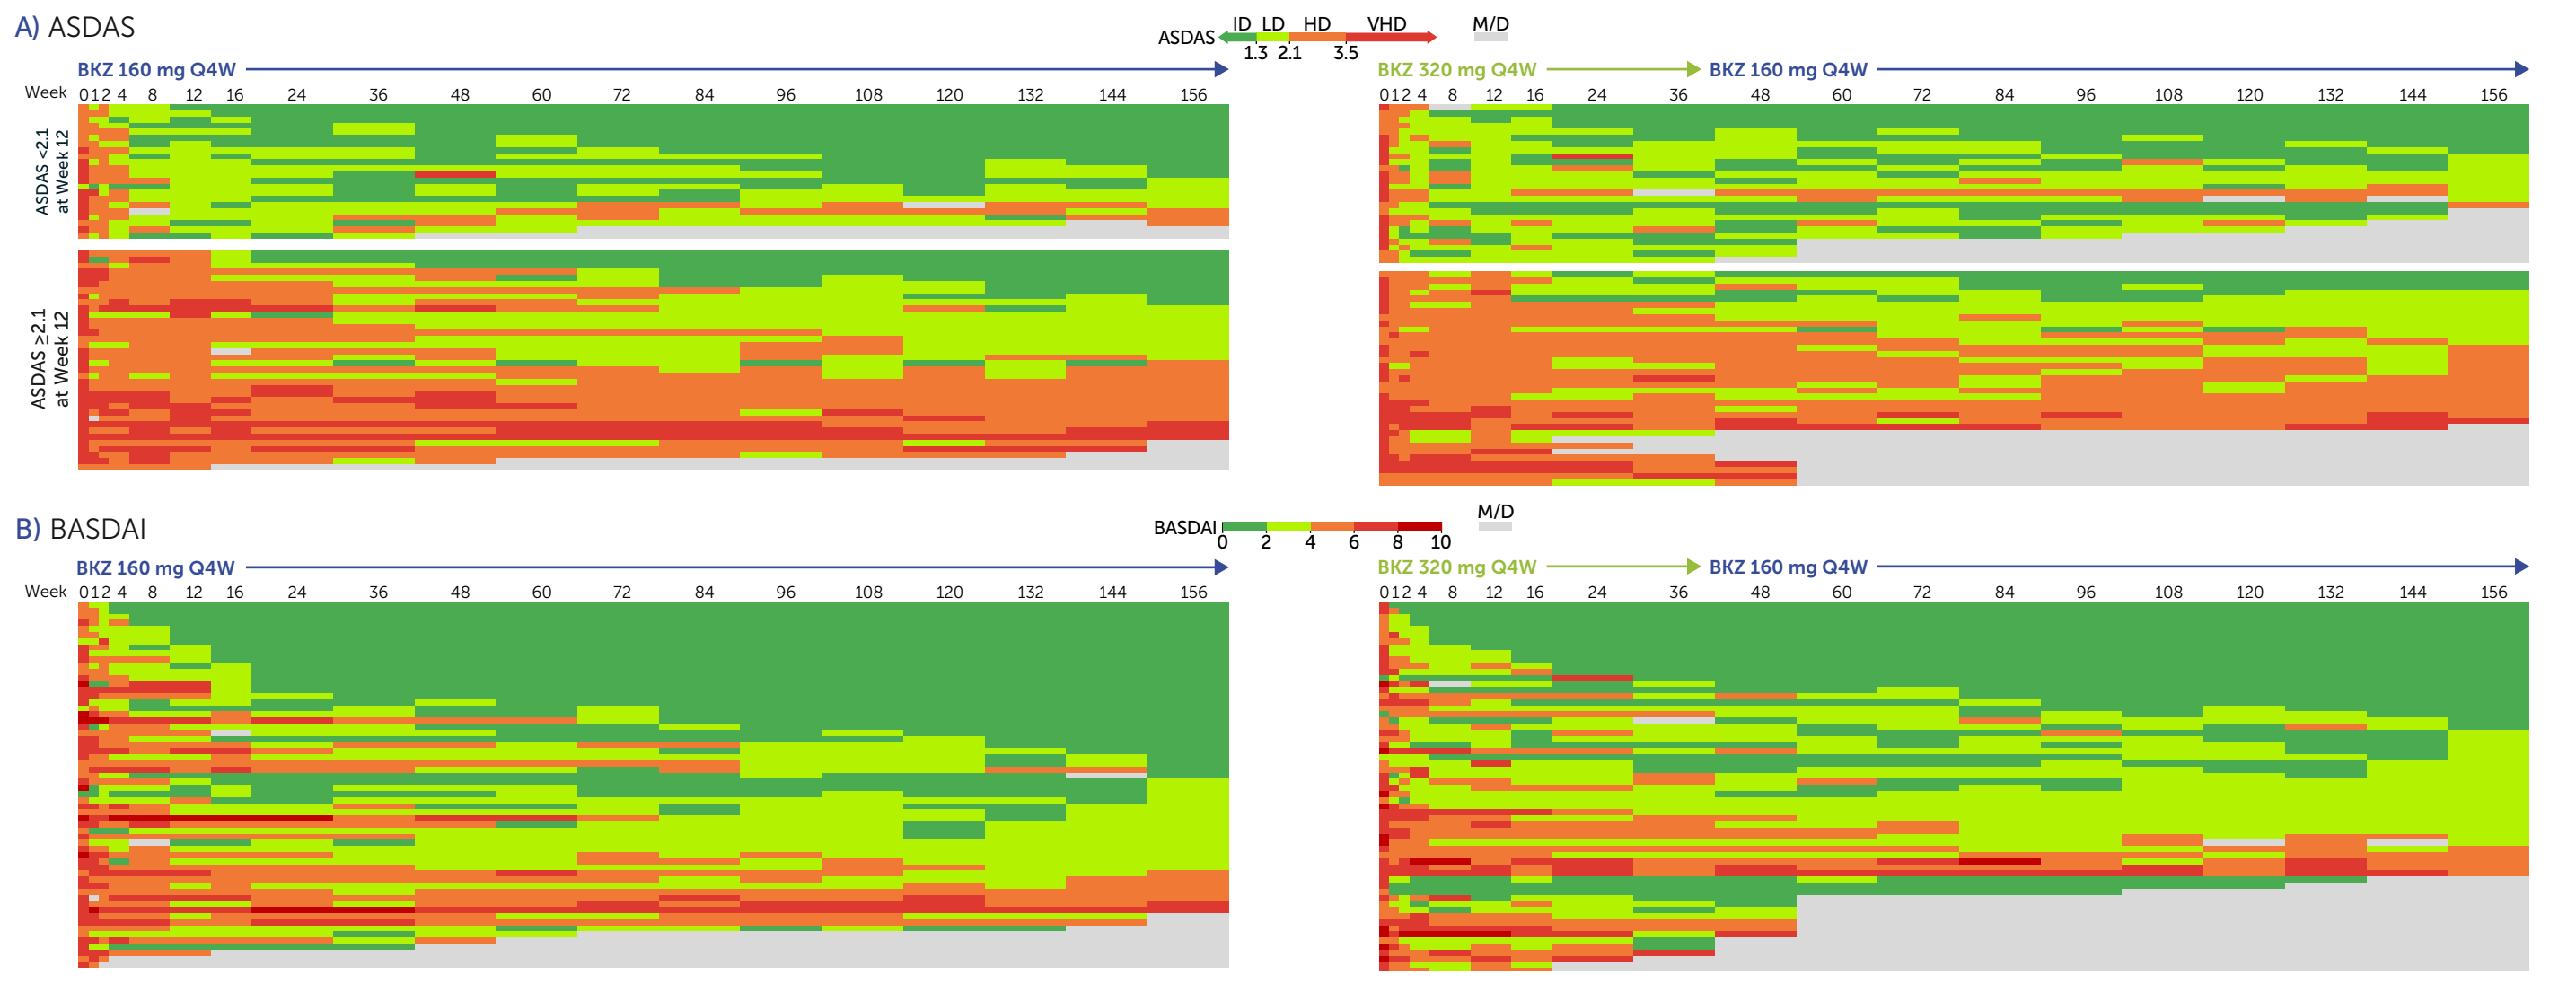 A) ASDAS
ID LD HD VHD M/D
ASDAS
1.3 2.1 3.5
BKZ 160 mg Q4W
BKZ 320 mg Q4W BKZ 160 mg Q4W
Week 0 1 2 4 8 12 16 24 36 48 60 72 84 96 108 120 132 144 156
0 1 2 4 8 12 16 24 36 48 60 72 84 96 108 120 132 144 156
ASDAS <2.1
at Week 12
ASDAS ≥2.1
at Week 12
B) BASDAI
M/D
BASDAI
0 2 4 6 8 10
BKZ 160 mg Q4W
BKZ 320 mg Q4W BKZ 160 mg Q4W
Week 0 1 2 4 8 12 16 24 36 48 60 72 84 96 108 120 132 144 156
0 1 2 4 8 12 16 24 36 48 60 72 84 96 108 120 132 144 156